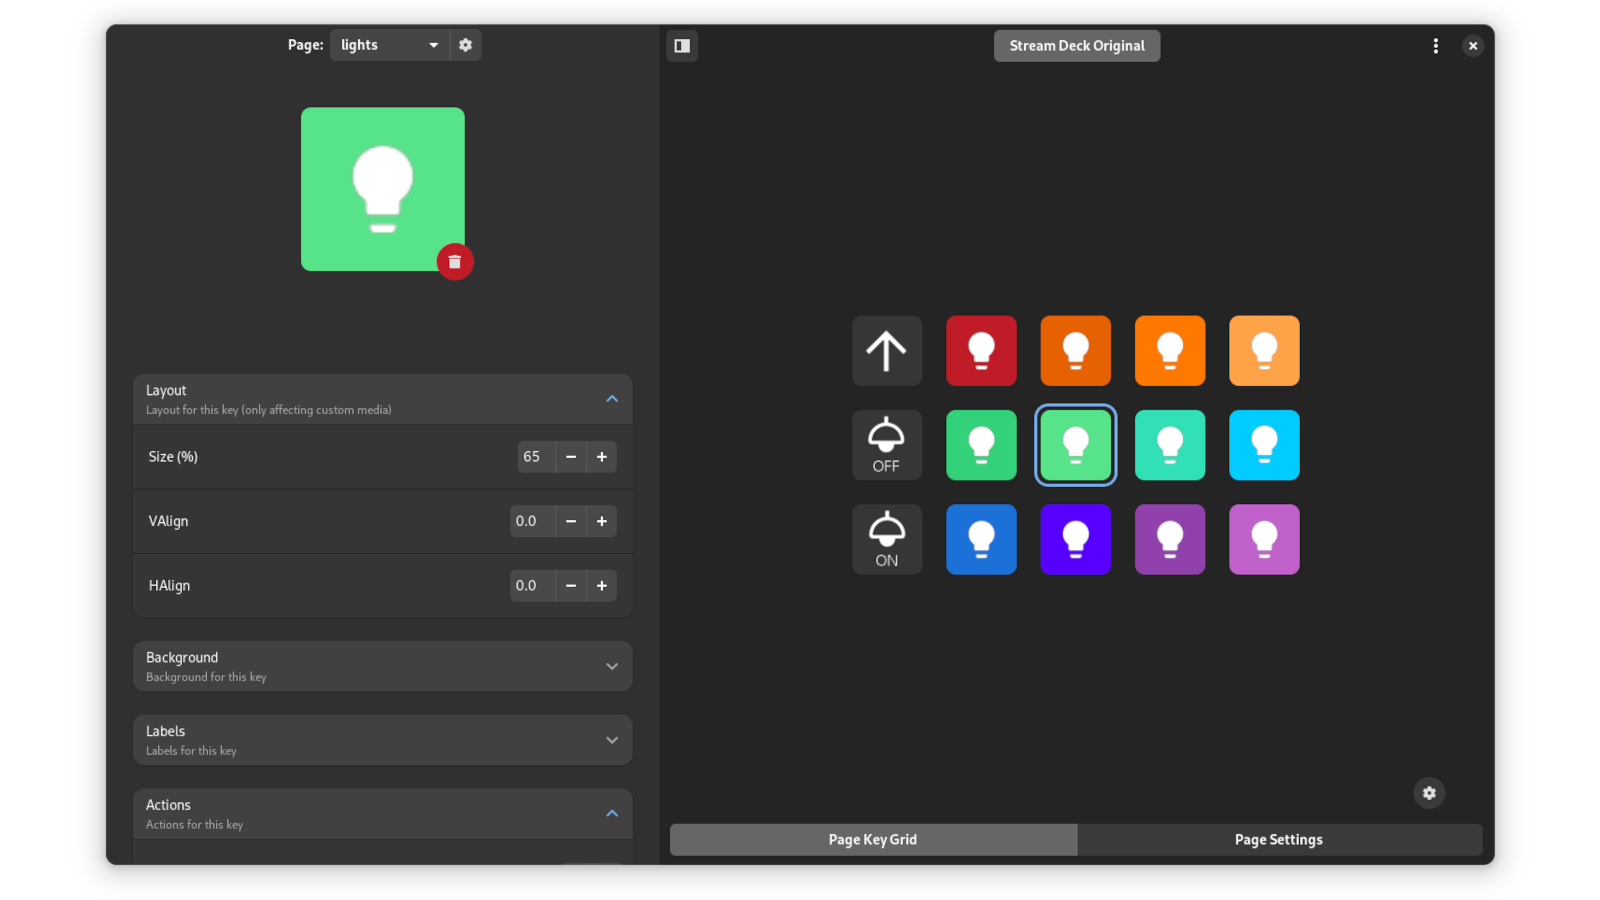 Page:
lights
Stream Deck Original
Layout
Layout for this key (only affecting custom media)
Size (%)
65
VAlign
0.0
HAlign
0.0
Background
Background for this key
Labels
Labels for this key
Actions
Actions for this key
OFF
ON
Page Key Grid
Page Settings